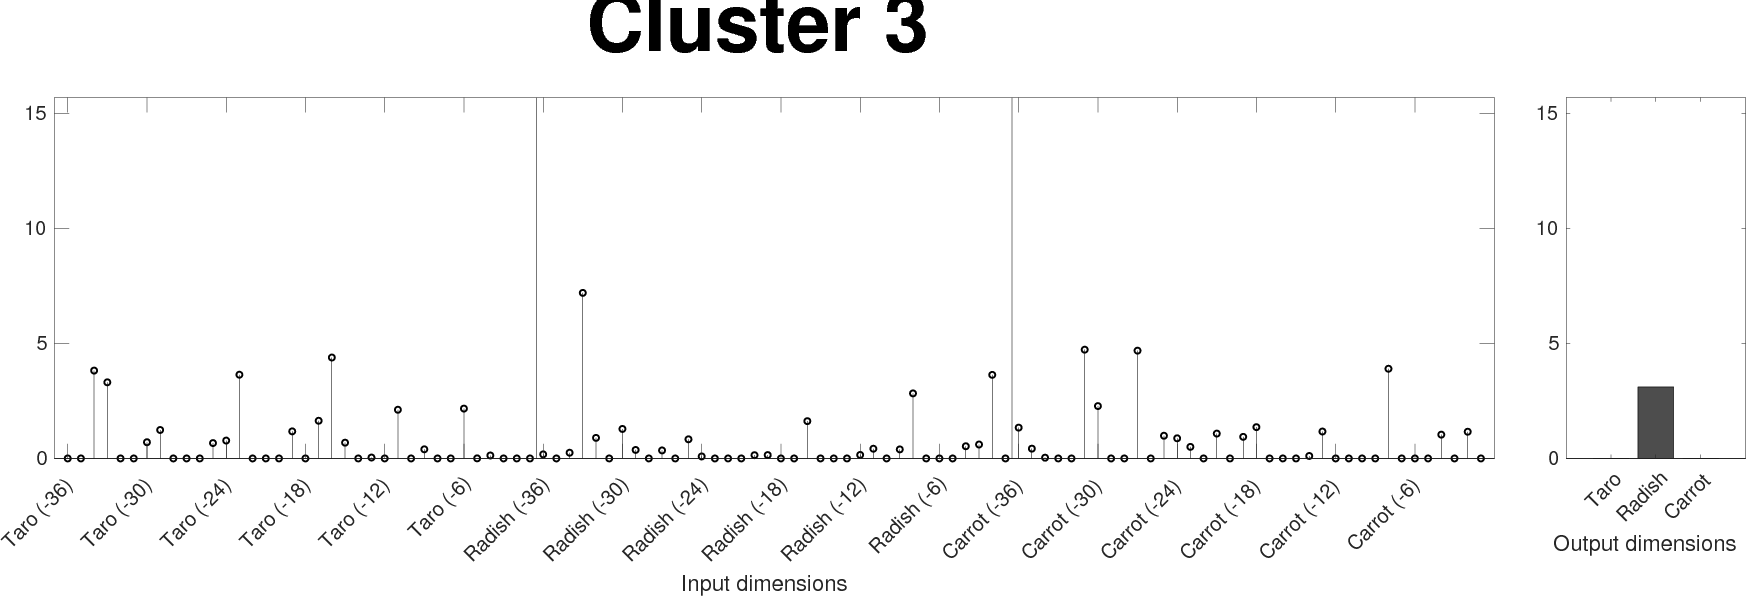 Cluster 3
15
10
5
0
Taro (-36)
Taro (-30)
Taro (-24)
Taro (-18)
Taro (-12)
Taro (-6)
Radish (-36)
Radish (-30)
Radish (-24)
Radish (-18)
Radish (-12)
Radish (-6)
Carrot (-36)
Carrot (-30)
Carrot (-24)
Carrot (-18)
Carrot (-12)
Carrot (-6)
Input dimensions
15
10
5
0
Taro
Radish
Carrot
Output dimensions